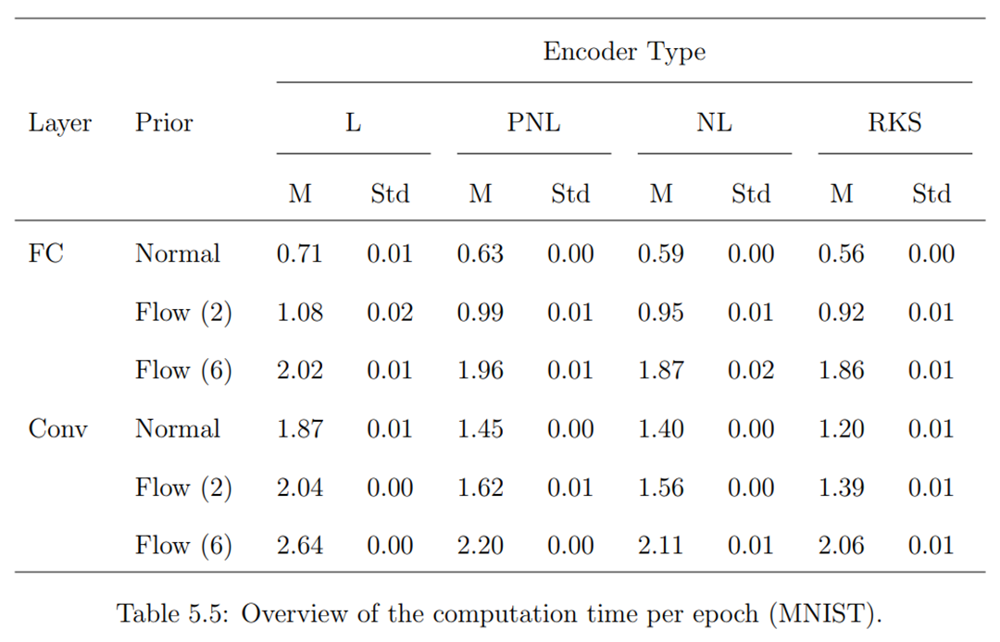 Encoder Type
Layer Prior L PNL NL RKS
M Std M Std M Std M Std
FC Normal 0.71 0.01 0.63 0.00 0.59 0.00 0.56 0.00
Flow (2) 1.08 0.02 0.99 0.01 0.95 0.01 0.92 0.01
Flow (6) 2.02 0.01 1.96 0.01 1.87 0.02 1.86 0.01
Conv Normal 1.87 0.01 1.45 0.00 1.40 0.00 1.20 0.01
Flow (2) 2.04 0.00 1.62 0.01 1.56 0.00 1.39 0.01
Flow (6) 2.64 0.00 2.20 0.00 2.11 0.01 2.06 0.01
Table 5.5: Overview of the computation time per epoch (MNIST).